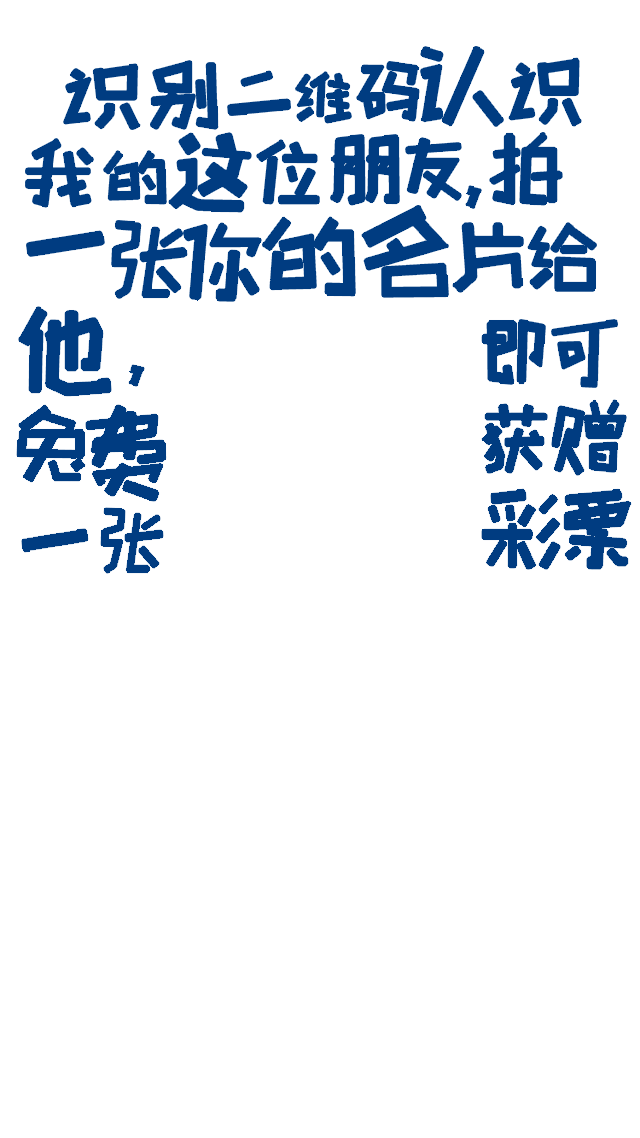 识别二维码认识
我的这位朋友,拍
一张你的名片给
他,即可
免费获赠
一张彩票